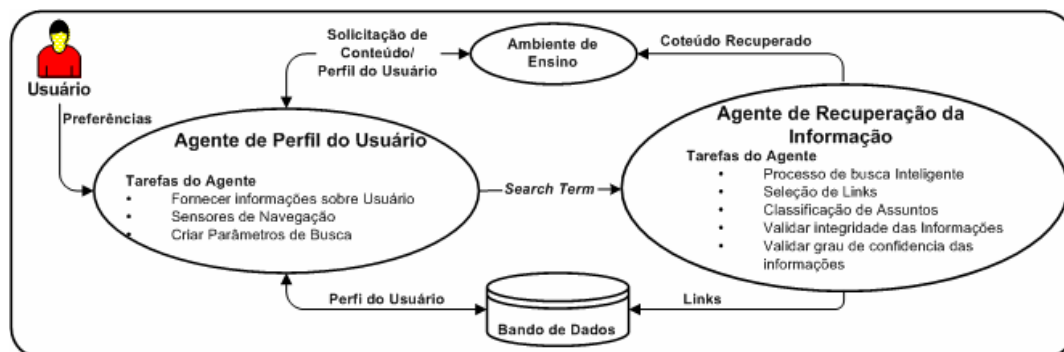 Usuário
Preferências
Solicitação de
Conteúdo/
Perfil do Usuário
Ambiente de
Ensino
Coteúdo Recuperado
Agente de Perfil do Usuário
Tarefas do Agente
• Fornecer informações sobre Usuário
• Sensores de Navegação
• Criar Parâmetros de Busca
Search Term
Agente de Recuperação da
Informação
Tarefas do Agente
• Processo de busca Inteligente
• Seleção de Links
• Classificação de Assuntos
• Validar integridade das Informações
• Validar grau de confidencia das
informações
Perfi do Usuário
Bando de Dados
Links